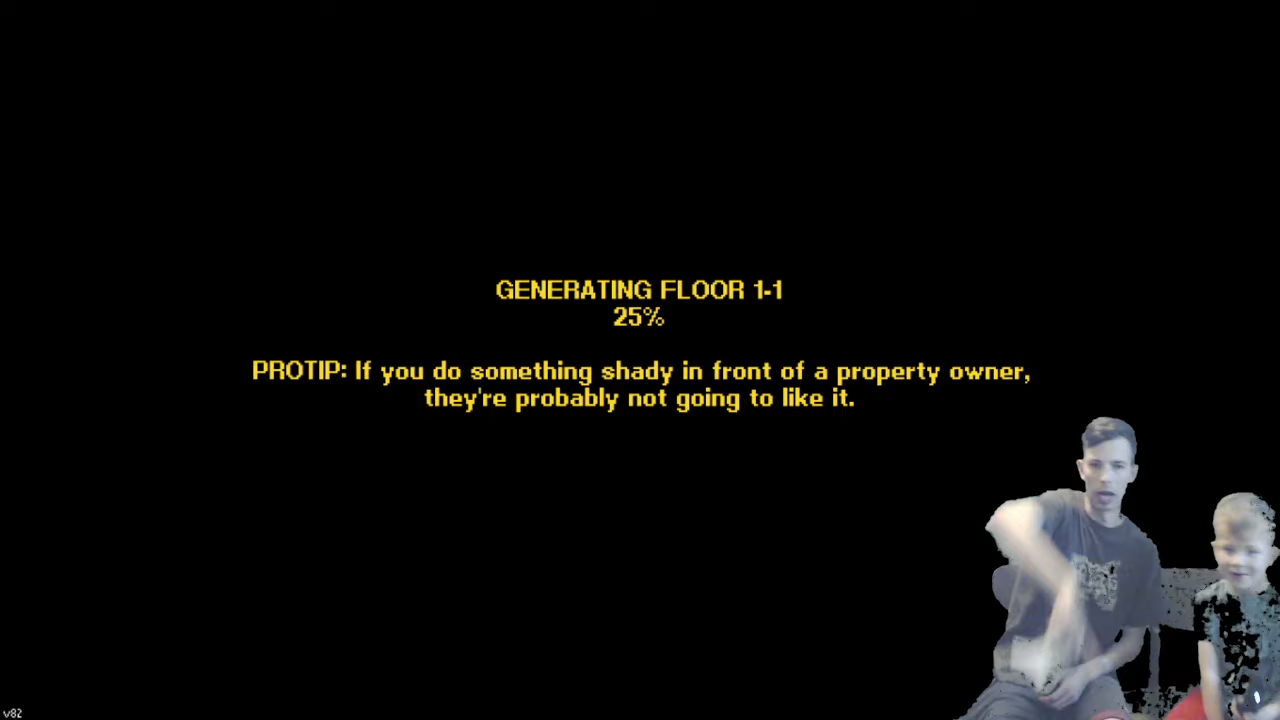 GENERATING FLOOR 1-1
25%
PROTIP: If you do something shady in front of a property owner,
they're probably not going to like it.
v82